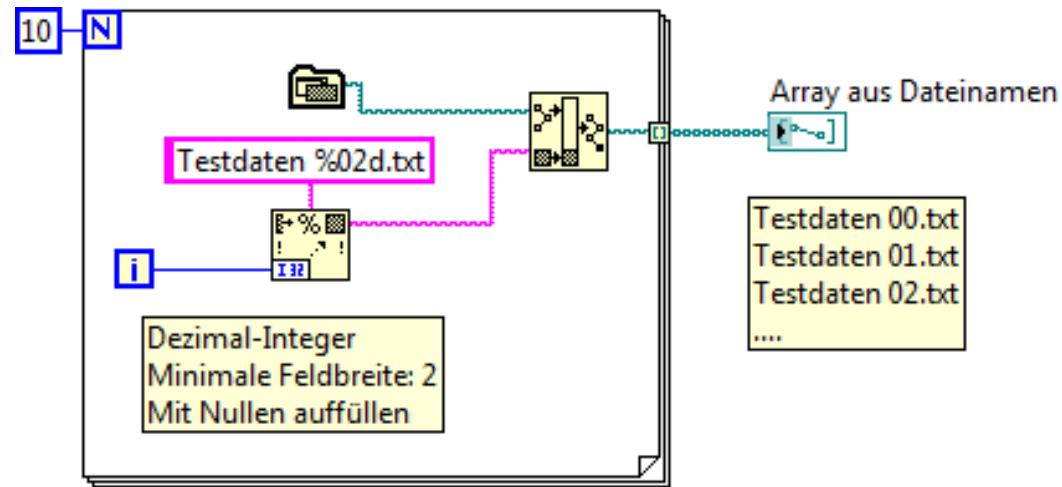 10
N
Array aus Dateinamen
Testdaten %02d.txt
%
! !
I32
i
Testdaten 00.txt
Testdaten 01.txt
Testdaten 02.txt
....
Dezimal-Integer
Minimale Feldbreite: 2
Mit Nullen auffüllen